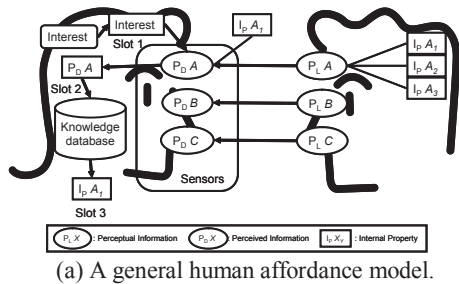 Interest
Interest
Slot 1
I_P A_1
P_D A
P_D A
P_L A
I_P A_1
I_P A_2
I_P A_3
Slot 2
Knowledge
database
P_D B
P_L B
P_D C
P_L C
I_P A_1
Sensors
Slot 3
P_L X : Perceptual Information
P_D X : Perceived Information
I_P X_Y : Internal Property
(a) A general human affordance model.